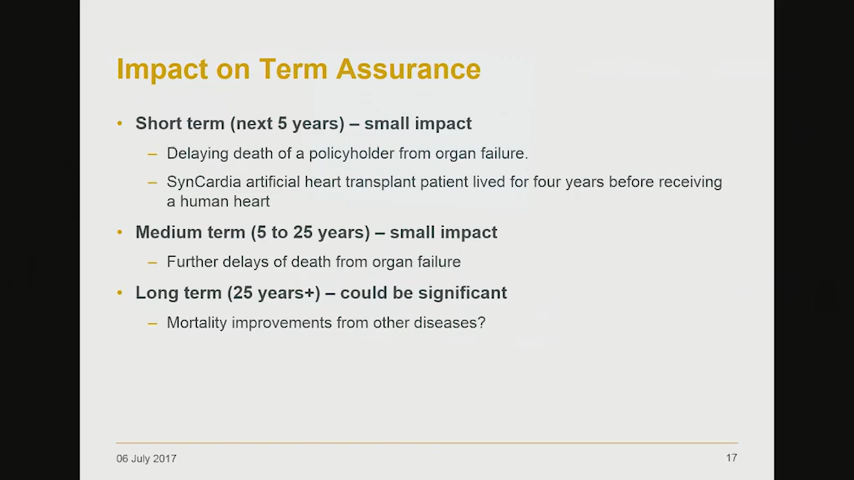 Impact on Term Assurance
• Short term (next 5 years) – small impact
– Delaying death of a policyholder from organ failure.
– SynCardia artificial heart transplant patient lived for four years before receiving
a human heart
• Medium term (5 to 25 years) – small impact
– Further delays of death from organ failure
• Long term (25 years+) – could be significant
– Mortality improvements from other diseases?
06 July 2017
17